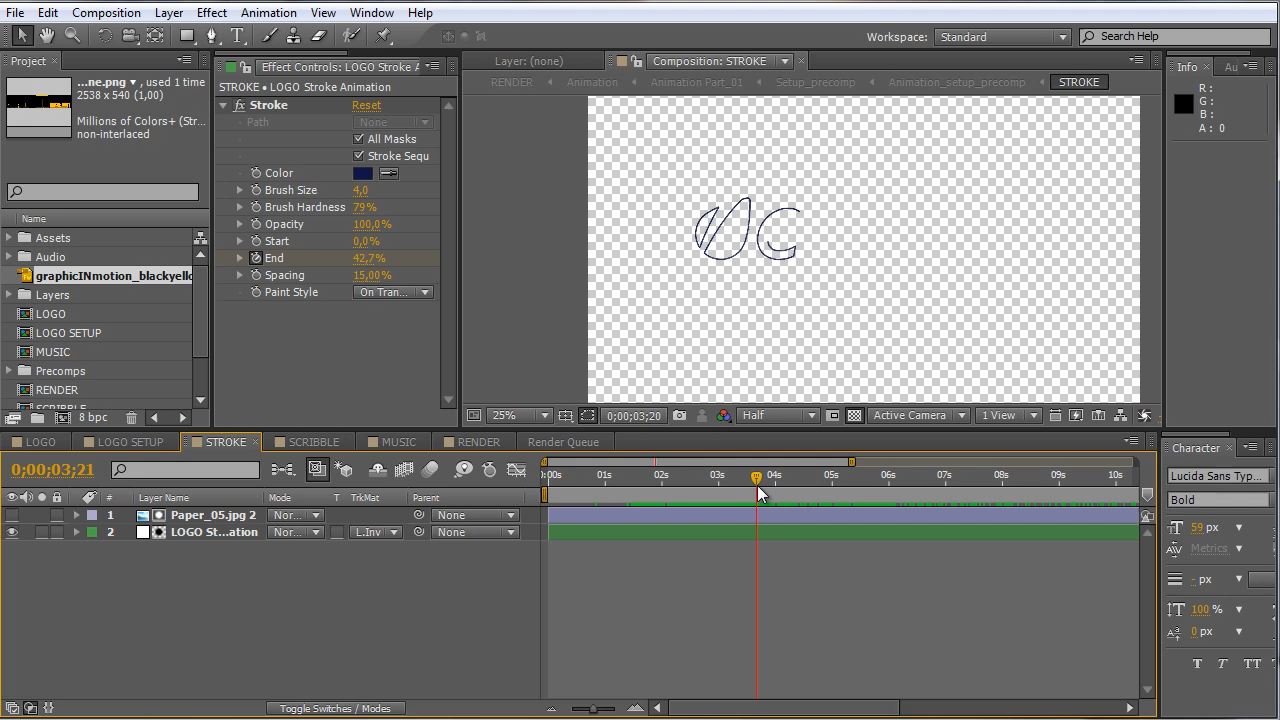 File Edit Composition Layer Effect Animation View Window Help
Workspace: Standard Search Help
Project
...ne.png ▼, used 1 time
2538 x 540 (1,00)
Millions of Colors+ (Str...
non-interlaced
Name
Assets
Audio
graphicINmotion_blackyello
Layers
LOGO
LOGO SETUP
MUSIC
Precomps
RENDER
SCRIBBLE
8 bpc
Effect Controls: LOGO Stroke A
STROKE • LOGO Stroke Animation
fx Stroke Reset
Path None
All Masks
Stroke Sequ
Color
Brush Size 4,0
Brush Hardness 79%
Opacity 100,0%
Start 0,0%
End 42,7%
Spacing 15,00%
Paint Style On Tran...
Layer: (none) Composition: STROKE
RENDER Animation Animation Part_01 Setup_precomp Animation_setup_precomp STROKE
25% 0;00;03;20 Half Active Camera 1 View
Info Au
R :
G :
B :
A : 0
LOGO LOGO SETUP STROKE SCRIBBLE MUSIC RENDER Render Queue
0;00;03;21
:00s 01s 02s 03s 04s 05s 06s 07s 08s 09s 10s
# Layer Name Mode T TrkMat Parent
1 Paper_05.jpg 2 Nor... None
2 LOGO St...ation Nor... L.Inv None
Toggle Switches / Modes
Character
Lucida Sans Typ...
Bold
59 px
Metrics
- px
100 %
0 px
T T TT